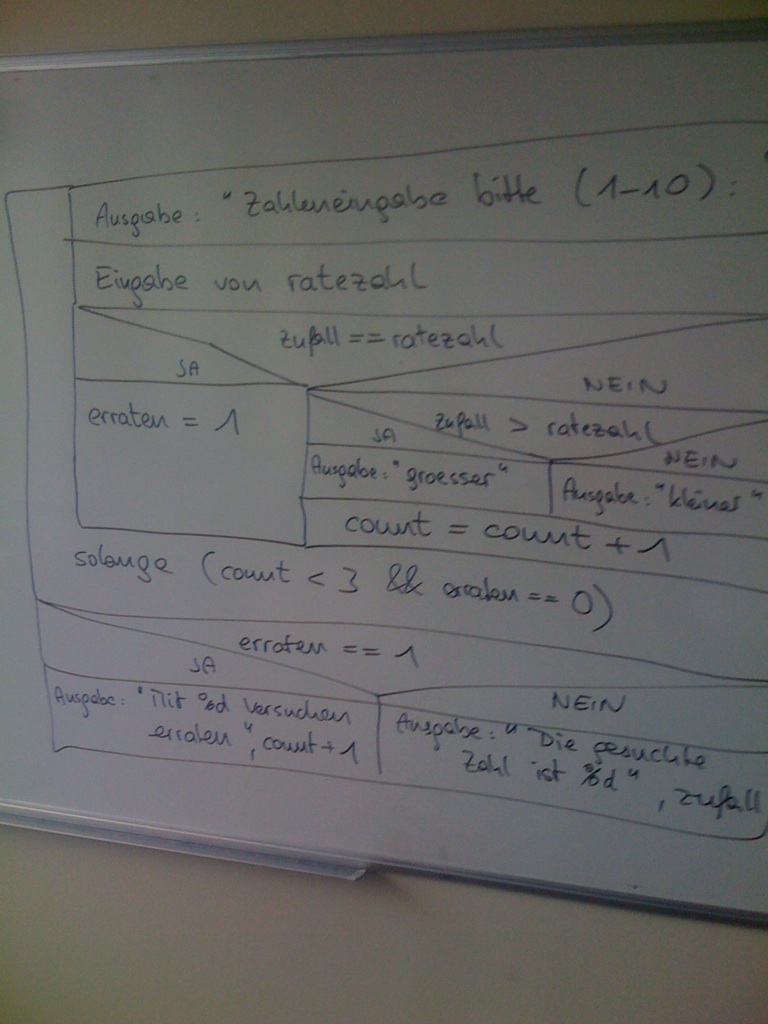 Ausgabe: "Zahleneingabe bitte (1-10): "
Eingabe von ratezahl
zufall == ratezahl
JA
NEIN
erraten = 1
zufall > ratezahl
JA
NEIN
Ausgabe: "groesser"
Ausgabe: "kleiner"
count = count + 1
solange (count < 3 && erraten == 0)
erraten == 1
JA
NEIN
Ausgabe: "Mit %d Versuchen
erraten", count+1
Ausgabe: "Die gesuchte
Zahl ist %d", zufall